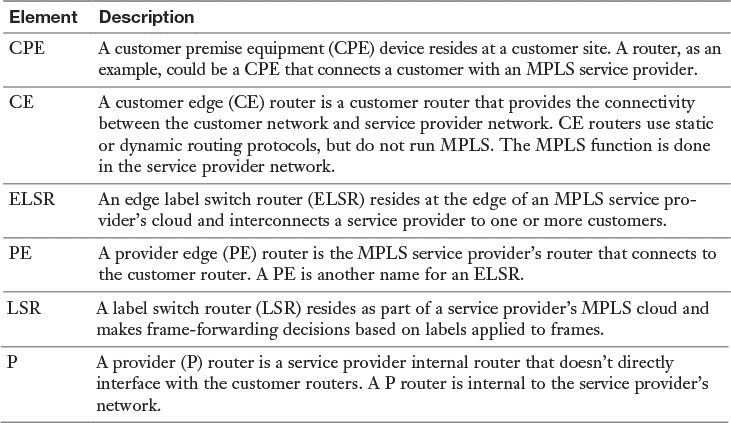 Element Description
CPE A customer premise equipment (CPE) device resides at a customer site. A router, as an
example, could be a CPE that connects a customer with an MPLS service provider.
CE A customer edge (CE) router is a customer router that provides the connectivity
between the customer network and service provider network. CE routers use static
or dynamic routing protocols, but do not run MPLS. The MPLS function is done
in the service provider network.
ELSR An edge label switch router (ELSR) resides at the edge of an MPLS service pro-
vider’s cloud and interconnects a service provider to one or more customers.
PE A provider edge (PE) router is the MPLS service provider’s router that connects to
the customer router. A PE is another name for an ELSR.
LSR A label switch router (LSR) resides as part of a service provider’s MPLS cloud and
makes frame-forwarding decisions based on labels applied to frames.
P A provider (P) router is a service provider internal router that doesn’t directly
interface with the customer routers. A P router is internal to the service provider’s
network.